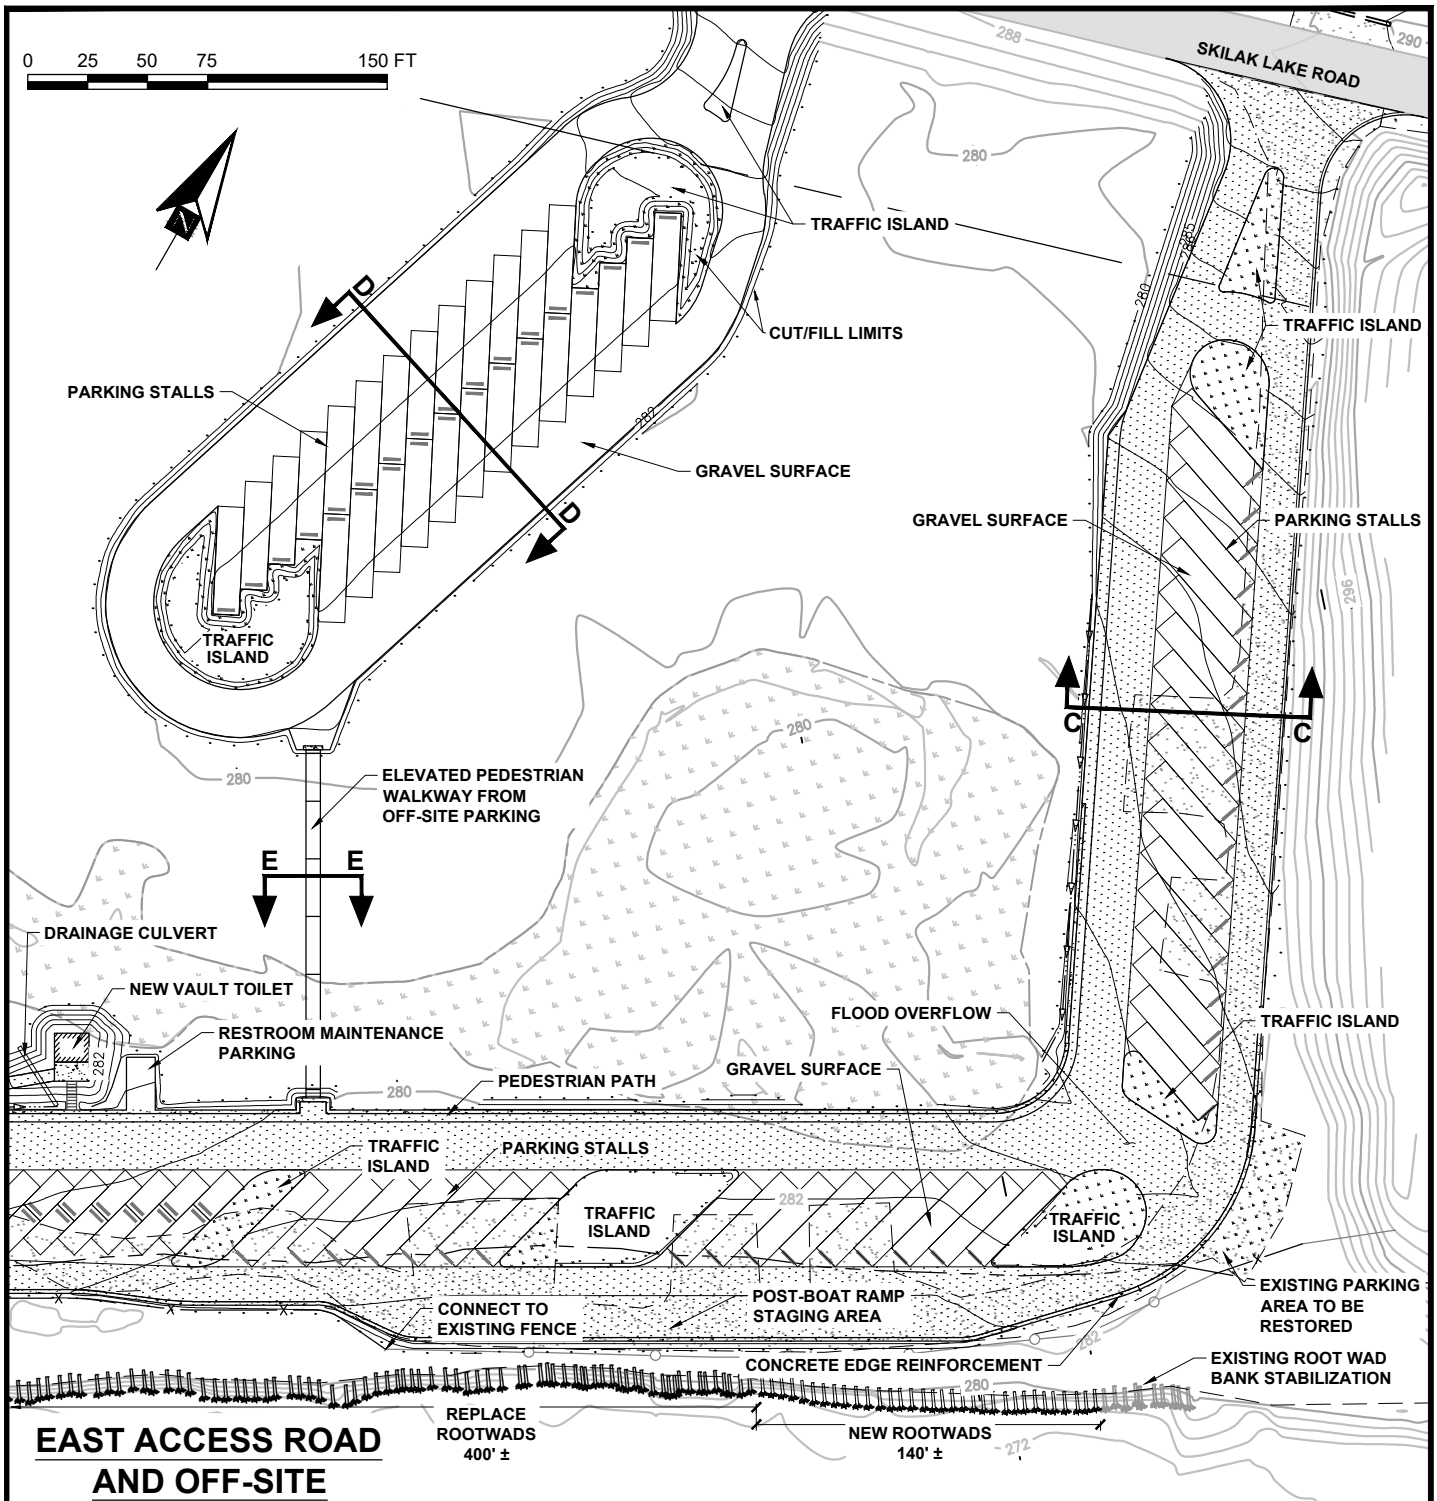 0 25 50 75 150 FT
288
290
SKILAK LAKE ROAD
N
280
TRAFFIC ISLAND
285
280
D
CUT/FILL LIMITS
TRAFFIC ISLAND
PARKING STALLS
282
GRAVEL SURFACE
D
GRAVEL SURFACE
PARKING STALLS
296
TRAFFIC
ISLAND
C C
280
280
ELEVATED PEDESTRIAN
WALKWAY FROM
OFF-SITE PARKING
E E
DRAINAGE CULVERT
NEW VAULT TOILET
FLOOD OVERFLOW
TRAFFIC ISLAND
RESTROOM MAINTENANCE
PARKING
282
GRAVEL SURFACE
PEDESTRIAN PATH
280
TRAFFIC
ISLAND
PARKING STALLS
282
TRAFFIC
ISLAND
TRAFFIC
ISLAND
POST-BOAT RAMP
STAGING AREA
EXISTING PARKING
AREA TO BE
RESTORED
CONNECT TO
EXISTING FENCE
X X X
282
CONCRETE EDGE REINFORCEMENT
EXISTING ROOT WAD
BANK STABILIZATION
280
REPLACE
ROOTWADS
400' ±
NEW ROOTWADS
140' ±
272
EAST ACCESS ROAD
AND OFF-SITE